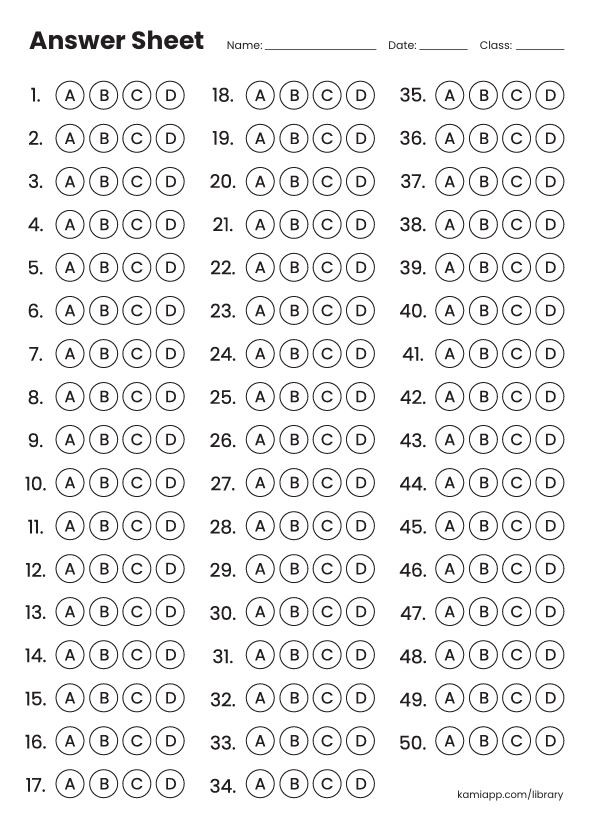 Answer Sheet Name: Date: Class:
1. A B C D
2. A B C D
3. A B C D
4. A B C D
5. A B C D
6. A B C D
7. A B C D
8. A B C D
9. A B C D
10. A B C D
11. A B C D
12. A B C D
13. A B C D
14. A B C D
15. A B C D
16. A B C D
17. A B C D
18. A B C D
19. A B C D
20. A B C D
21. A B C D
22. A B C D
23. A B C D
24. A B C D
25. A B C D
26. A B C D
27. A B C D
28. A B C D
29. A B C D
30. A B C D
31. A B C D
32. A B C D
33. A B C D
34. A B C D
35. A B C D
36. A B C D
37. A B C D
38. A B C D
39. A B C D
40. A B C D
41. A B C D
42. A B C D
43. A B C D
44. A B C D
45. A B C D
46. A B C D
47. A B C D
48. A B C D
49. A B C D
50. A B C D
kamiapp.com/library